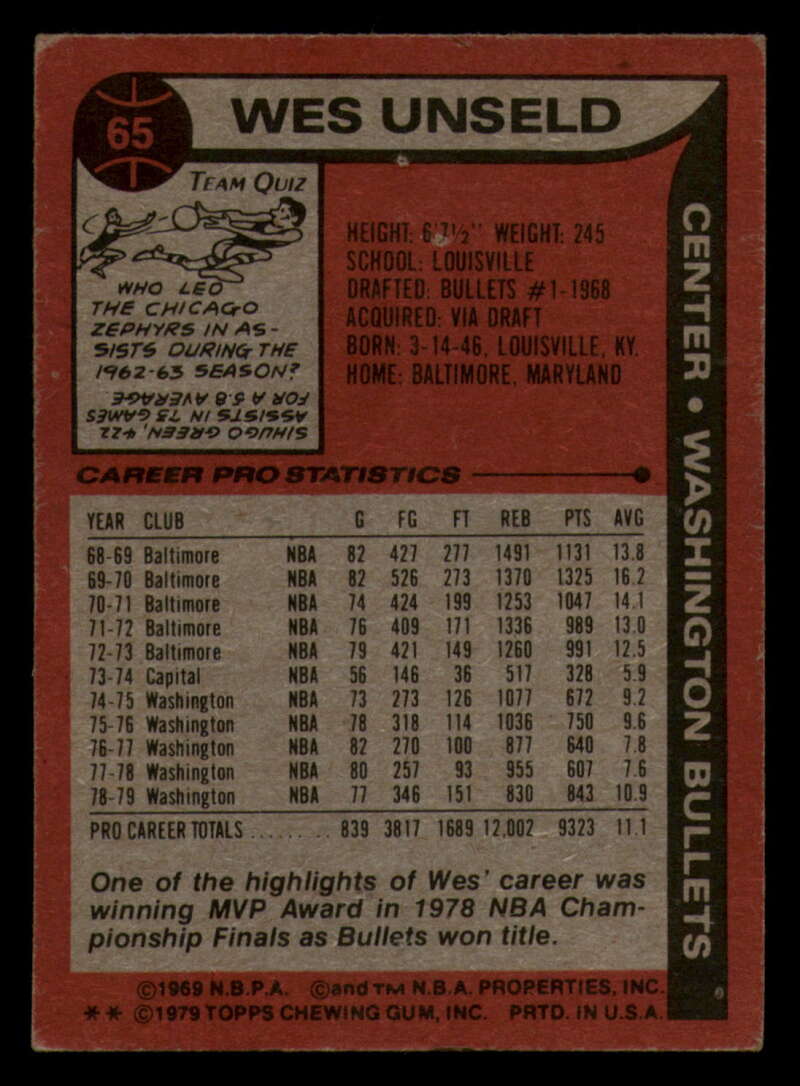 65
WES UNSELD
TEAM QUIZ
WHO LED
THE CHICAGO
ZEPHYRS IN AS-
SISTS DURING THE
1962-63 SEASON?
SIHUGO GREEN, 422
ASSISTS IN 73 GAMES
FOR A 5.8 AVERAGE
HEIGHT: 6'7½" WEIGHT: 245
SCHOOL: LOUISVILLE
DRAFTED: BULLETS #1-1968
ACQUIRED: VIA DRAFT
BORN: 3-14-46, LOUISVILLE, KY.
HOME: BALTIMORE, MARYLAND
CENTER • WASHINGTON BULLETS
CAREER PRO STATISTICS
YEAR CLUB G FG FT REB PTS AVG
68-69 Baltimore NBA 82 427 277 1491 1131 13.8
69-70 Baltimore NBA 82 526 273 1370 1325 16.2
70-71 Baltimore NBA 74 424 199 1253 1047 14.1
71-72 Baltimore NBA 76 409 171 1336 989 13.0
72-73 Baltimore NBA 79 421 149 1260 991 12.5
73-74 Capital NBA 56 146 36 517 328 5.9
74-75 Washington NBA 73 273 126 1077 672 9.2
75-76 Washington NBA 78 318 114 1036 750 9.6
76-77 Washington NBA 82 270 100 877 640 7.8
77-78 Washington NBA 80 257 93 955 607 7.6
78-79 Washington NBA 77 346 151 830 843 10.9
PRO CAREER TOTALS ......... 839 3817 1689 12,002 9323 11.1
One of the highlights of Wes' career was
winning MVP Award in 1978 NBA Cham-
pionship Finals as Bullets won title.
©1969 N.B.P.A. ©and TM N.B.A. PROPERTIES, INC.
** ©1979 TOPPS CHEWING GUM, INC. PRTD. IN U.S.A.